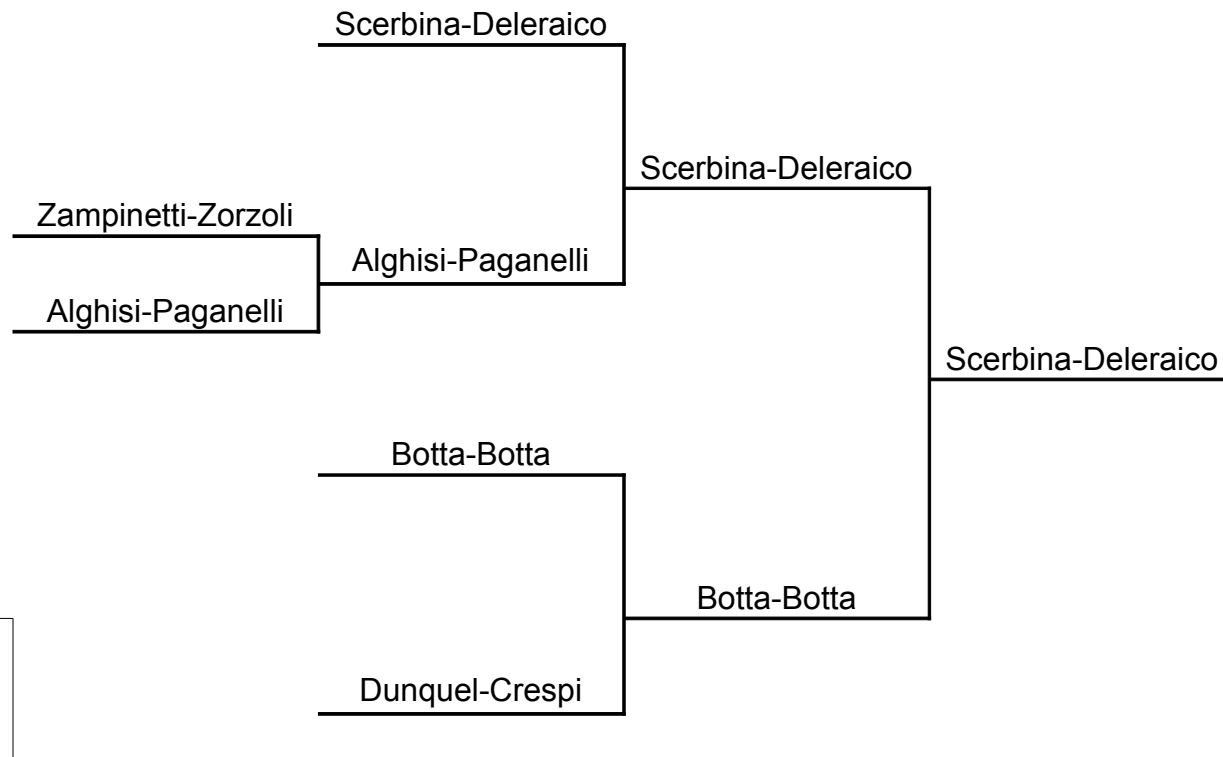 Scerbina-Deleraico
Scerbina-Deleraico
Zampinetti-Zorzoli
Alghisi-Paganelli
Alghisi-Paganelli
Scerbina-Deleraico
Botta-Botta
Botta-Botta
Dunquel-Crespi